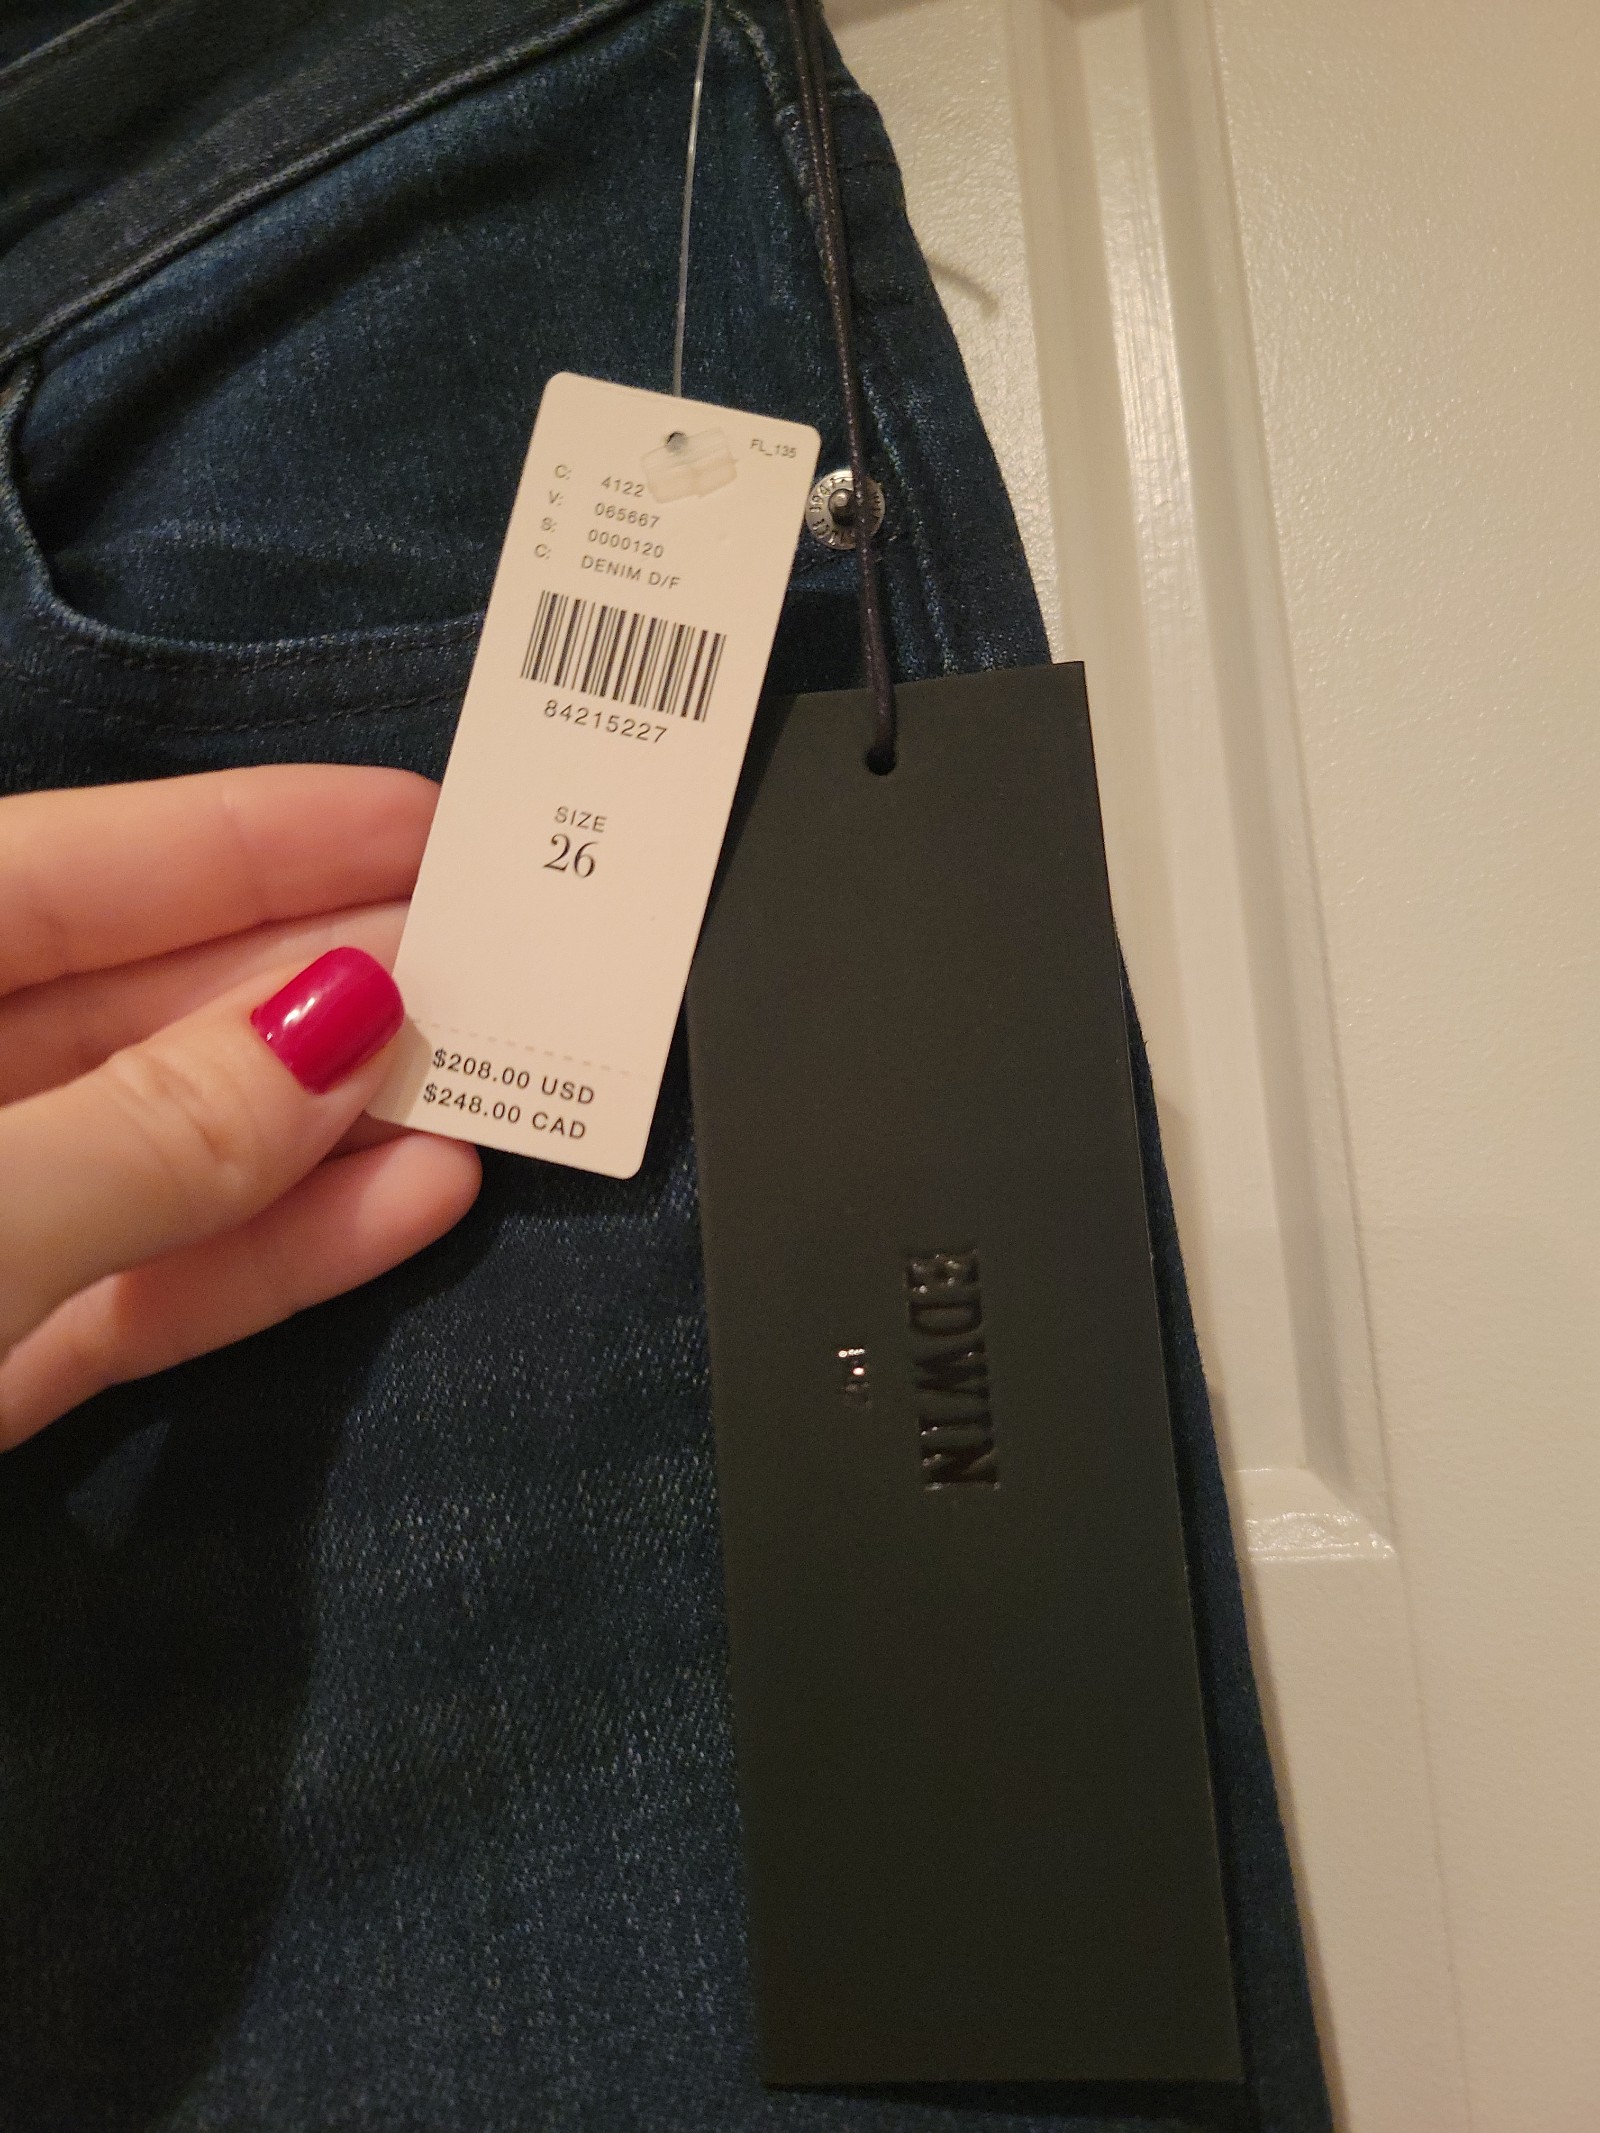 FL_135
C: 4122
V: 065667
S: 0000120
C: DENIM D/F
84215227
SIZE
26
$208.00 USD
$248.00 CAD
EDWIN